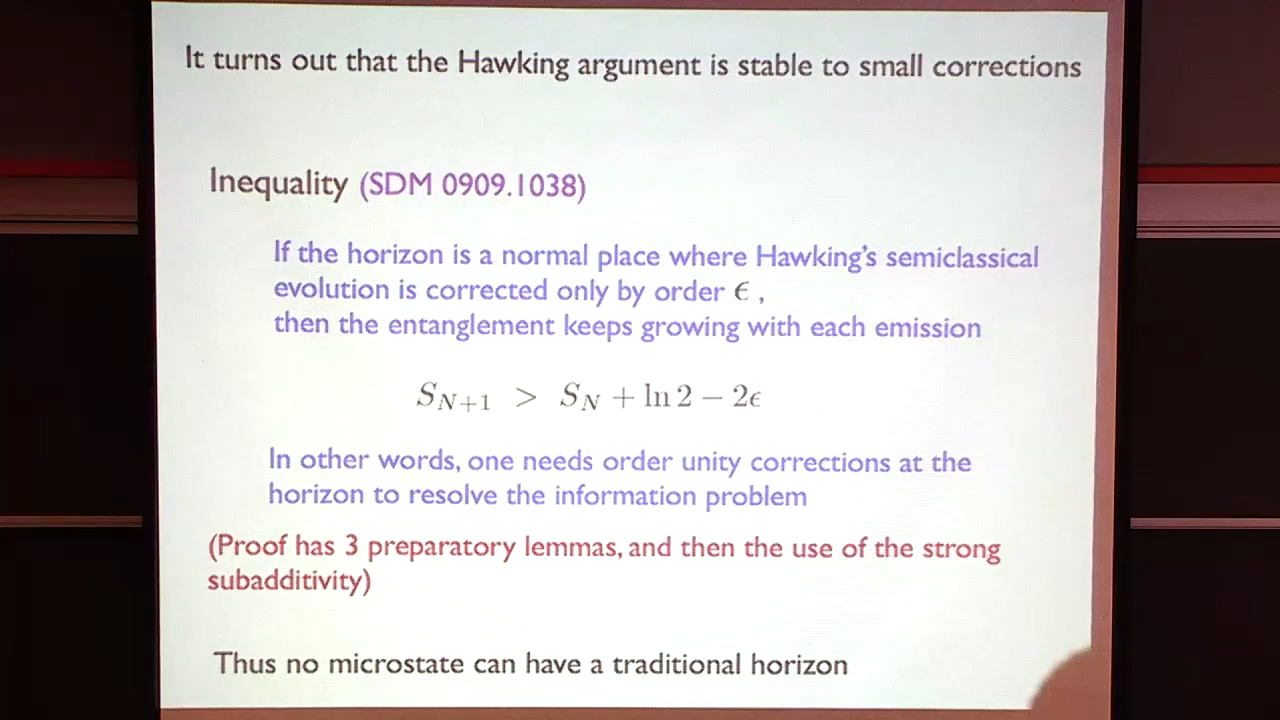 It turns out that the Hawking argument is stable to small corrections
Inequality (SDM 0909.1038)
If the horizon is a normal place where Hawking's semiclassical
evolution is corrected only by order ϵ ,
then the entanglement keeps growing with each emission
S_{N+1} > S_N + ln 2 − 2ϵ
In other words, one needs order unity corrections at the
horizon to resolve the information problem
(Proof has 3 preparatory lemmas, and then the use of the strong
subadditivity)
Thus no microstate can have a traditional horizon